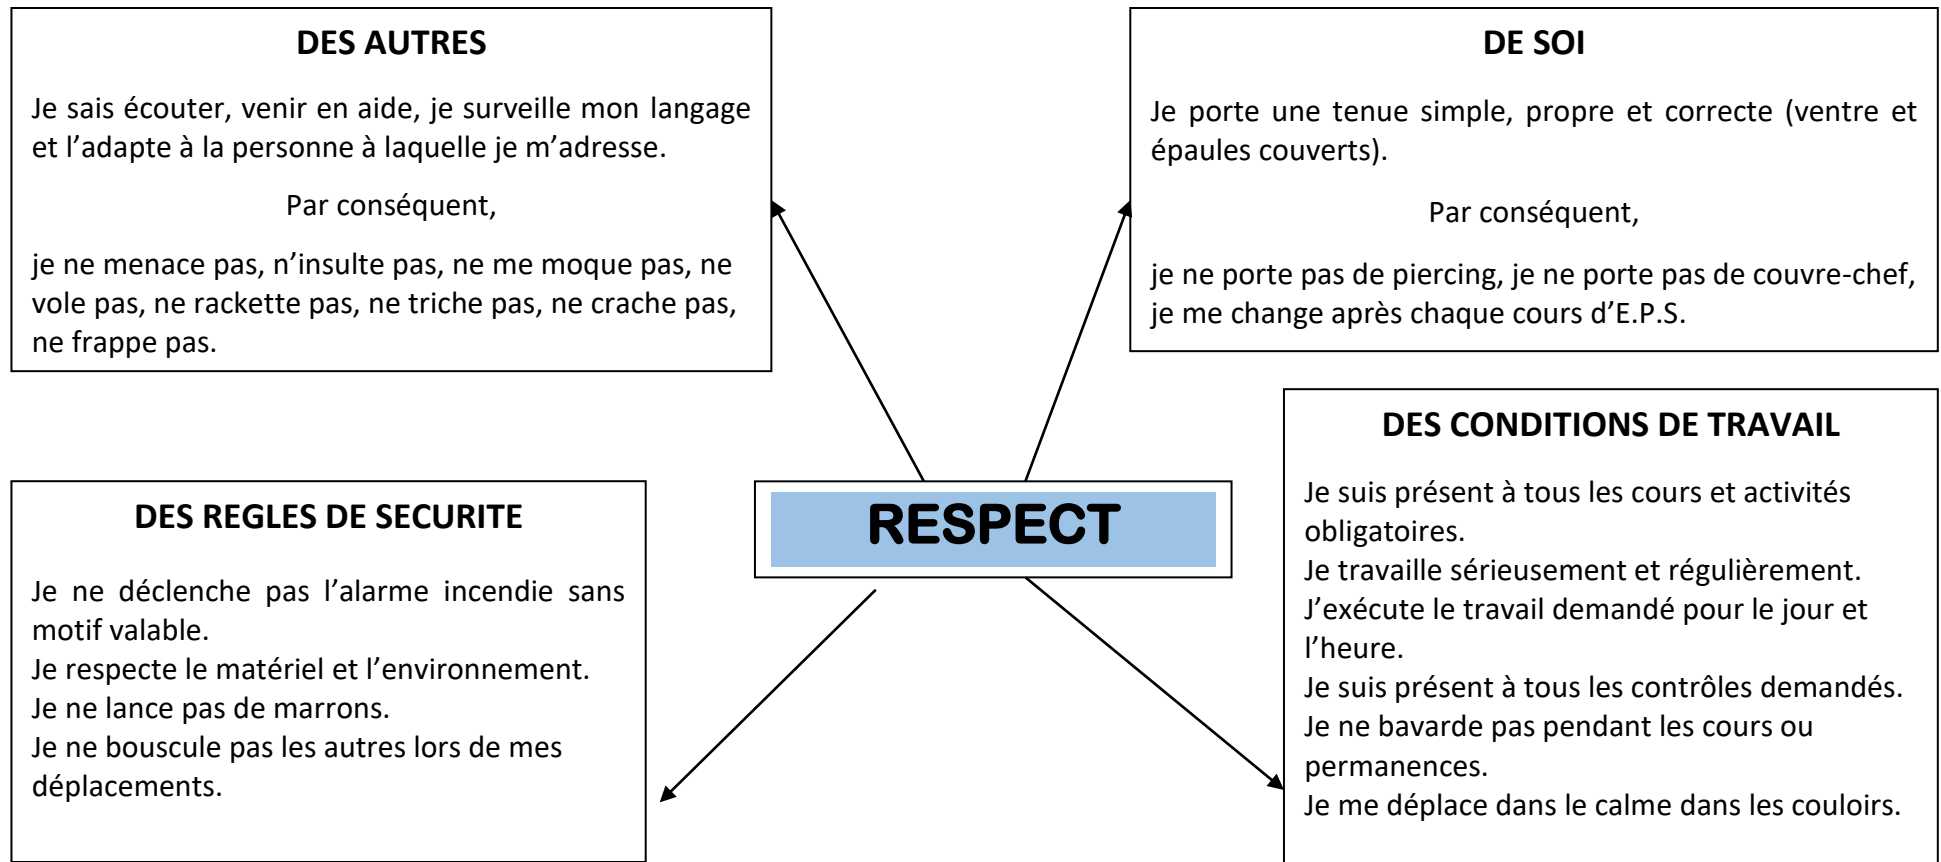 DES AUTRES
Je sais écouter, venir en aide, je surveille mon langage
et l’adapte à la personne à laquelle je m’adresse.
Par conséquent,
je ne menace pas, n’insulte pas, ne me moque pas, ne
vole pas, ne rackette pas, ne triche pas, ne crache pas,
ne frappe pas.
DE SOI
Je porte une tenue simple, propre et correcte (ventre et
épaules couverts).
Par conséquent,
je ne porte pas de piercing, je ne porte pas de couvre-chef,
je me change après chaque cours d’E.P.S.
RESPECT
DES REGLES DE SECURITE
Je ne déclenche pas l’alarme incendie sans
motif valable.
Je respecte le matériel et l’environnement.
Je ne lance pas de marrons.
Je ne bouscule pas les autres lors de mes
déplacements.
DES CONDITIONS DE TRAVAIL
Je suis présent à tous les cours et activités
obligatoires.
Je travaille sérieusement et régulièrement.
J’exécute le travail demandé pour le jour et
l’heure.
Je suis présent à tous les contrôles demandés.
Je ne bavarde pas pendant les cours ou
permanences.
Je me déplace dans le calme dans les couloirs.